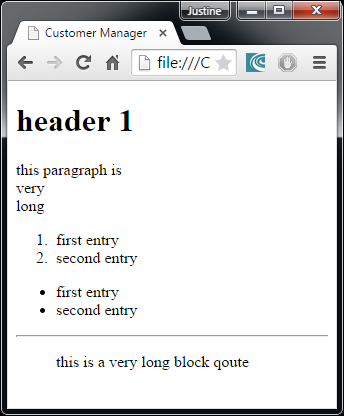 Justine
Customer Manager
file:///C
header 1
this paragraph is
very
long
1. first entry
2. second entry
• first entry
• second entry
this is a very long block qoute